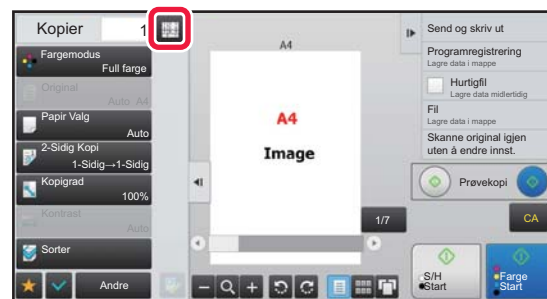 Kopier
1
Fargemodus
Full farge
Original
Auto A4
Papir Valg
Auto
2-Sidig Kopi
1-Sidig→1-Sidig
Kopigrad
100%
Kontrast
Auto
Sorter
Andre
A4
A4
Image
1/7
Send og skriv ut
Programregistrering
Lagre data i mappe
Hurtigfil
Lagre data midlertidig
Fil
Lagre data i mappe
Skanne original igjen
uten å endre innst.
Prøvekopi
CA
S/H
Start
Farge
Start